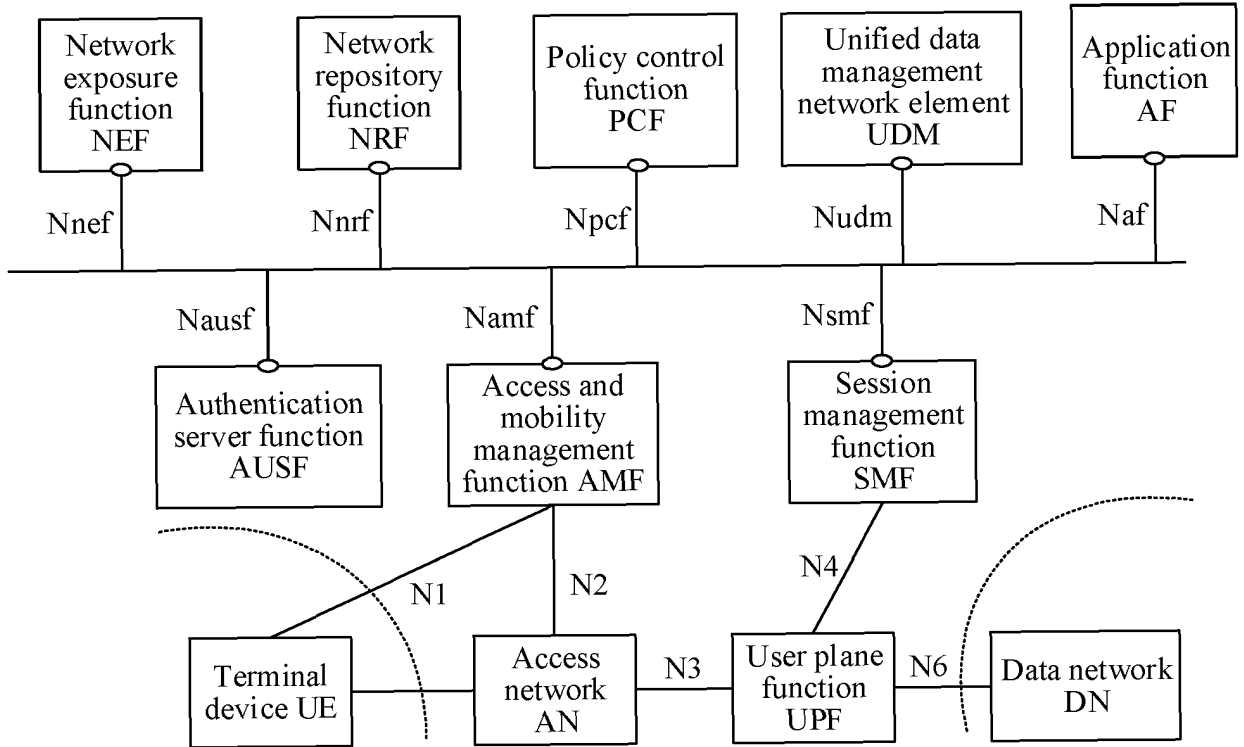 Network
exposure
function
NEF
Network
repository
function
NRF
Policy control
function
PCF
Unified data
management
network element
UDM
Application
function
AF
Nnef
Nnrf
Npcf
Nudm
Naf
Nausf
Namf
Nsmf
Authentication
server function
AUSF
Access and
mobility
management
function AMF
Session
management
function
SMF
N1
N2
N4
Terminal
device UE
Access
network
AN
N3
User plane
function
UPF
N6
Data network
DN